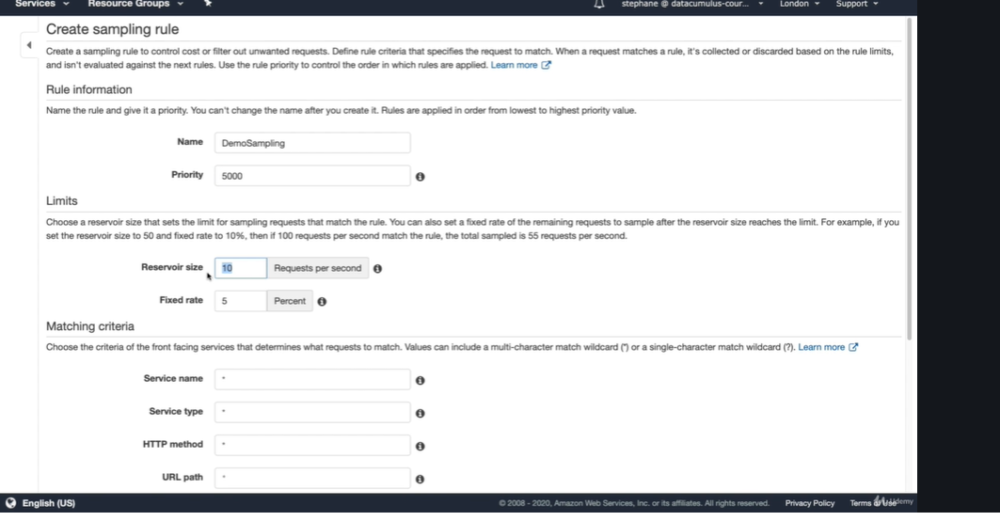 Services Resource Groups stephane @ datacumulus-cour... London Support
Create sampling rule
Create a sampling rule to control cost or filter out unwanted requests. Define rule criteria that specifies the request to match. When a request matches a rule, it's collected or discarded based on the rule limits,
and isn't evaluated against the next rules. Use the rule priority to control the order in which rules are applied. Learn more
Rule information
Name the rule and give it a priority. You can't change the name after you create it. Rules are applied in order from lowest to highest priority value.
Name DemoSampling
Priority 5000
Limits
Choose a reservoir size that sets the limit for sampling requests that match the rule. You can also set a fixed rate of the remaining requests to sample after the reservoir size reaches the limit. For example, if you
set the reservoir size to 50 and fixed rate to 10%, then if 100 requests per second match the rule, the total sampled is 55 requests per second.
Reservoir size 10 Requests per second
Fixed rate 5 Percent
Matching criteria
Choose the criteria of the front facing services that determines what requests to match. Values can include a multi-character match wildcard (*) or a single-character match wildcard (?). Learn more
Service name *
Service type *
HTTP method *
URL path *
English (US) © 2008 - 2020, Amazon Web Services, Inc. or its affiliates. All rights reserved. Privacy Policy Terms of Use
Udemy